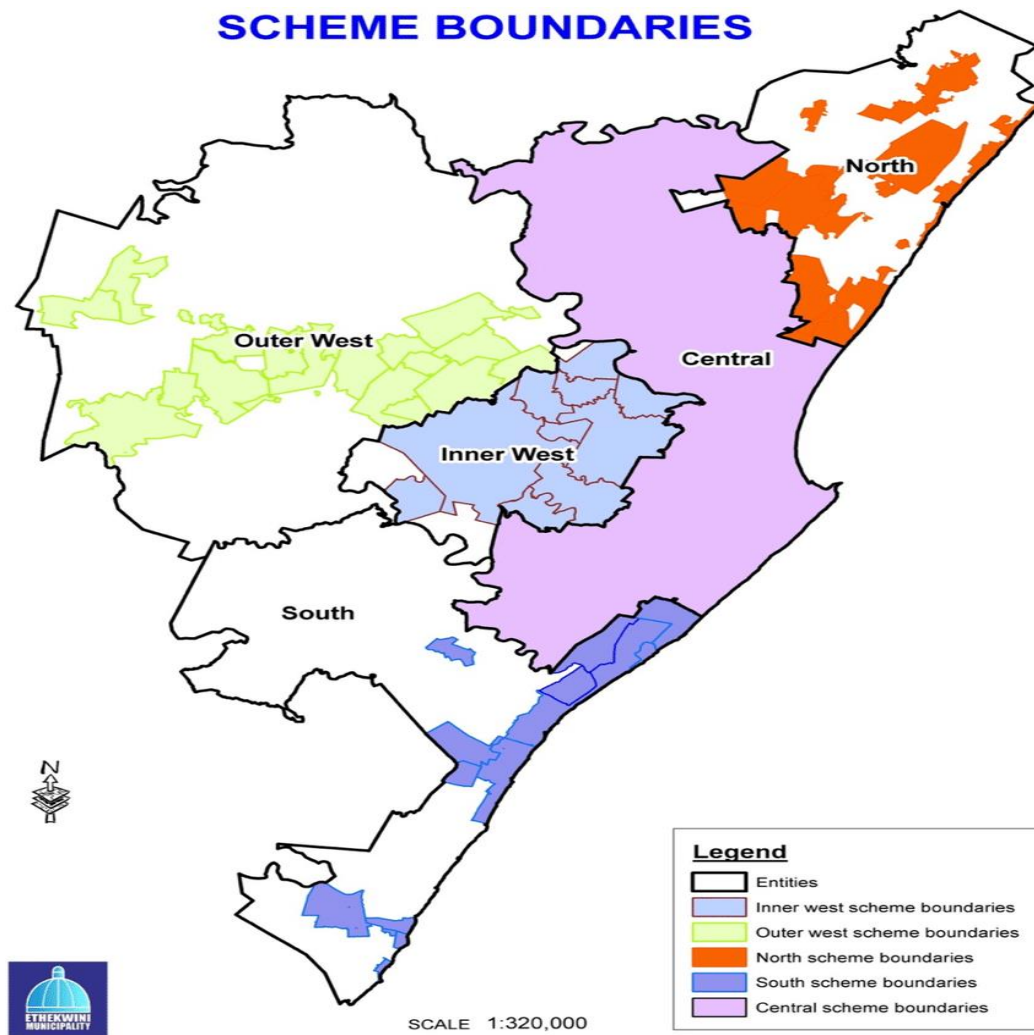 SCHEME BOUNDARIES
North
Outer West
Central
Inner West
South
N
Legend
Entities
Inner west scheme boundaries
Outer west scheme boundaries
North scheme boundaries
South scheme boundaries
Central scheme boundaries
ETHEKWINI
MUNICIPALITY
SCALE 1:320,000